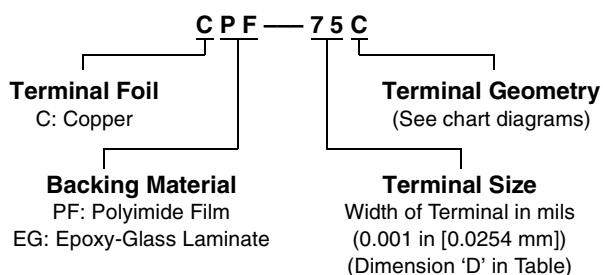 C P F — 7 5 C
Terminal Foil
C: Copper
Terminal Geometry
(See chart diagrams)
Backing Material
PF: Polyimide Film
EG: Epoxy-Glass Laminate
Terminal Size
Width of Terminal in mils
(0.001 in [0.0254 mm])
(Dimension ‘D’ in Table)